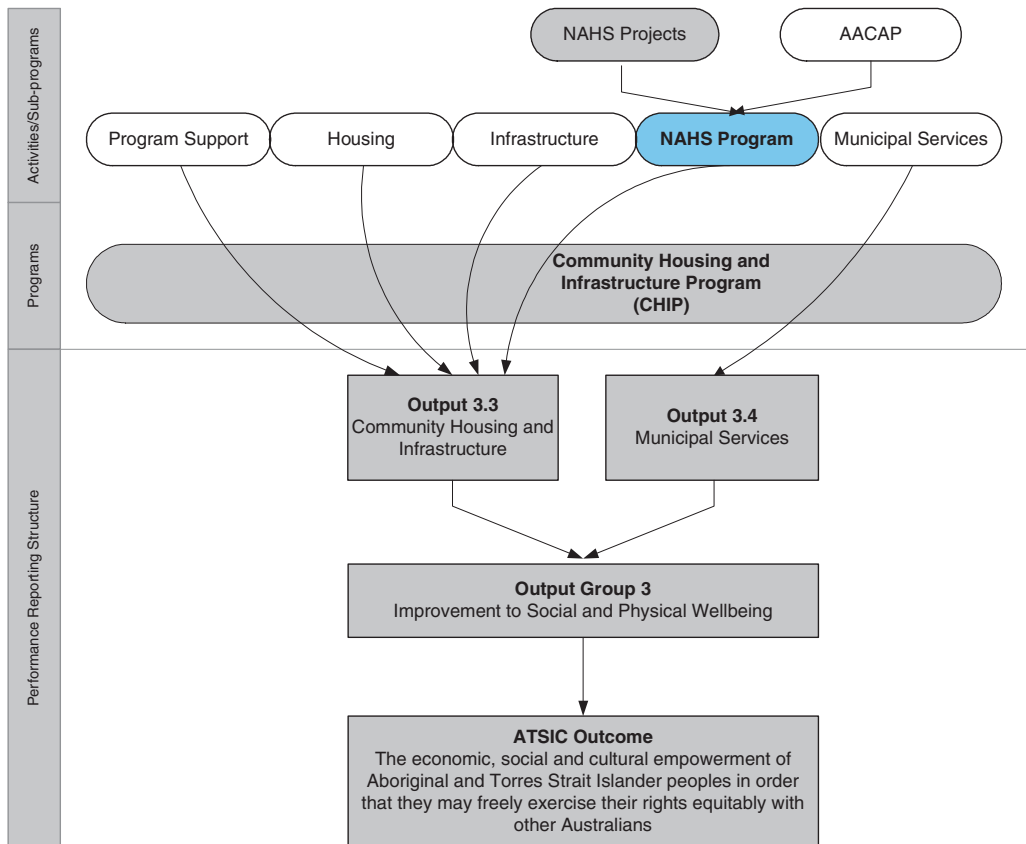 Activities/Sub-programs
NAHS Projects
AACAP
Program Support
Housing
Infrastructure
NAHS Program
Municipal Services
Programs
Community Housing and
Infrastructure Program
(CHIP)
Performance Reporting Structure
Output 3.3
Community Housing and
Infrastructure
Output 3.4
Municipal Services
Output Group 3
Improvement to Social and Physical Wellbeing
ATSIC Outcome
The economic, social and cultural empowerment of
Aboriginal and Torres Strait Islander peoples in order
that they may freely exercise their rights equitably with
other Australians